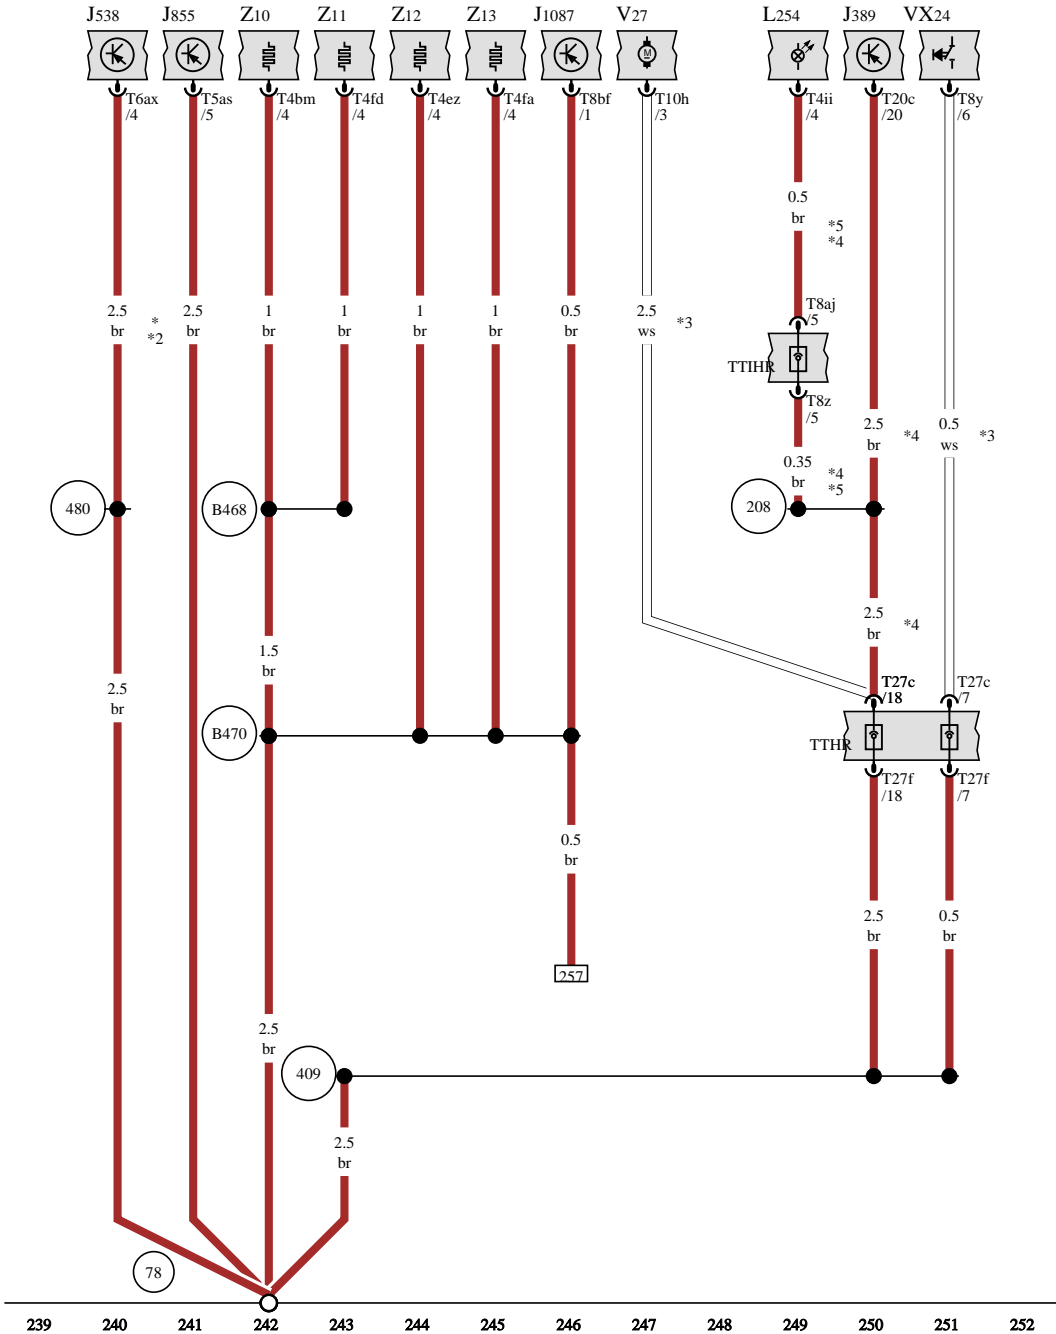 J538 J855 Z10 Z11 Z12 Z13 J1087 V27 L254 J389 VX24
M
T6ax T5as T4bm T4fd T4ez T4fa T8bf T10h T4ii T20c T8y
/4 /5 /4 /4 /4 /4 /1 /3 /4 /20 /6
0.5
br
*5
*4
T8aj
/5
2.5 2.5 1 1 1 1 0.5 2.5
br br br br br br br ws
*
*2
*3
TTIHR
T8z
/5
2.5 *4 0.5 *3
br ws
0.35 *4
br *5
480 B468 208
2.5 *4
br
1.5
br
2.5
br
T27c T27c
/18 /7
B470
TTHR
T27f T27f
/18 /7
0.5
br
2.5 0.5
br br
257
2.5
br
409
2.5
br
78
239 240 241 242 243 244 245 246 247 248 249 250 251 252